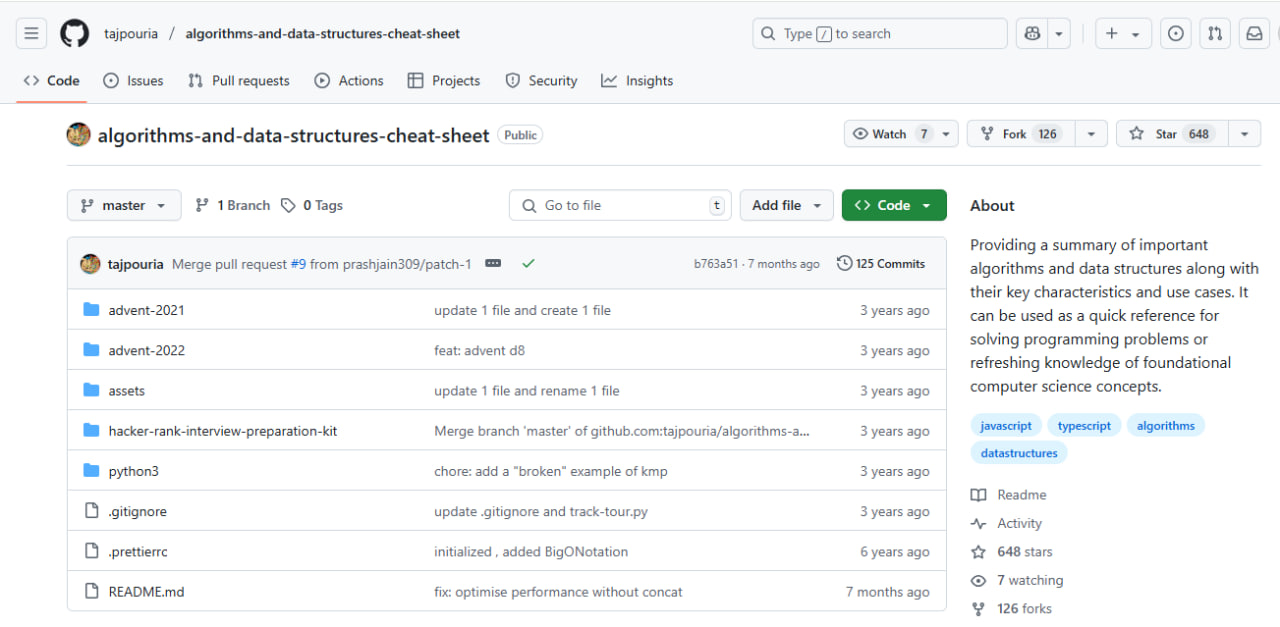 tajpouria / algorithms-and-data-structures-cheat-sheet Type / to search
Code Issues Pull requests Actions Projects Security Insights
algorithms-and-data-structures-cheat-sheet Public Watch 7 Fork 126 Star 648
master 1 Branch 0 Tags Go to file t Add file Code
tajpouria Merge pull request #9 from prashjain309/patch-1 b763a51 · 7 months ago 125 Commits
advent-2021 update 1 file and create 1 file 3 years ago
advent-2022 feat: advent d8 3 years ago
assets update 1 file and rename 1 file 3 years ago
hacker-rank-interview-preparation-kit Merge branch 'master' of github.com:tajpouria/algorithms-a... 3 years ago
python3 chore: add a "broken" example of kmp 3 years ago
.gitignore update .gitignore and track-tour.py 3 years ago
.prettierrc initialized , added BigONotation 6 years ago
README.md fix: optimise performance without concat 7 months ago
About
Providing a summary of important
algorithms and data structures along with
their key characteristics and use cases. It
can be used as a quick reference for
solving programming problems or
refreshing knowledge of foundational
computer science concepts.
javascript typescript algorithms
datastructures
Readme
Activity
648 stars
7 watching
126 forks